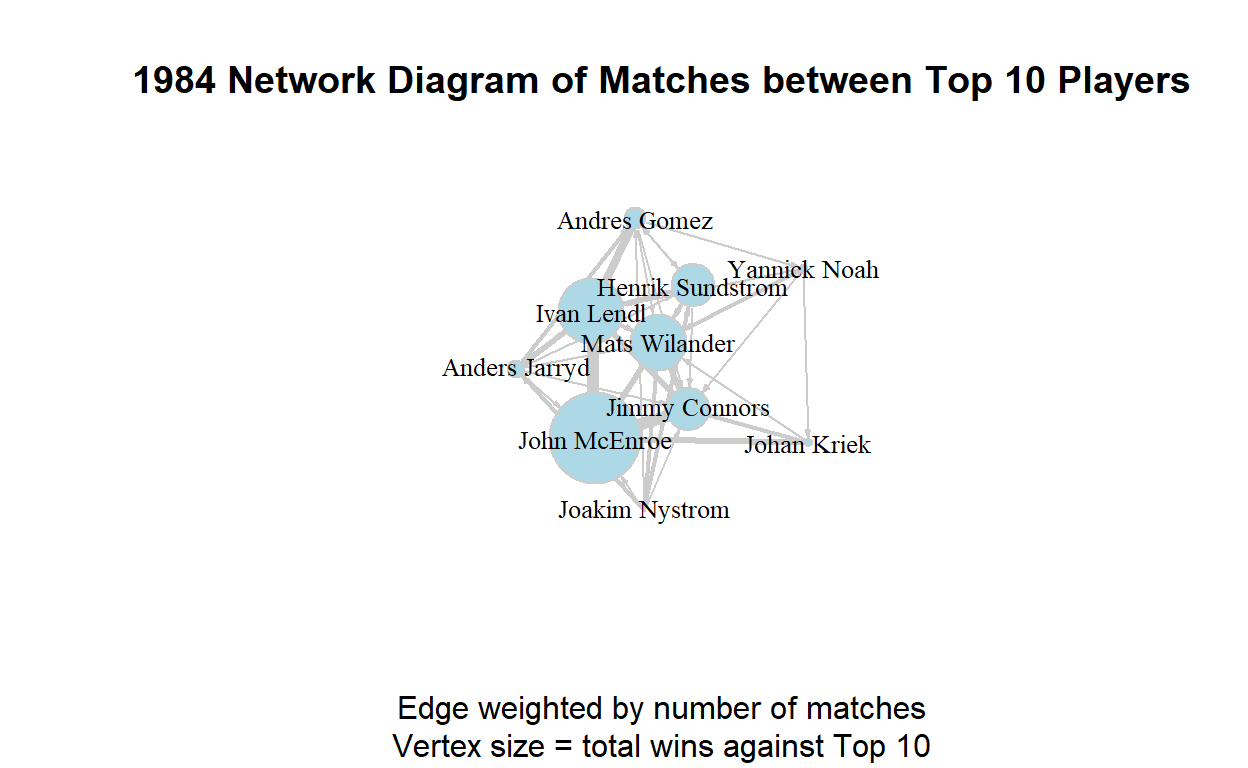 1984 Network Diagram of Matches between Top 10 Players
Andres Gomez
Yannick Noah
Henrik Sundstrom
Ivan Lendl
Mats Wilander
Anders Jarryd
Jimmy Connors
John McEnroe
Johan Kriek
Joakim Nystrom
Edge weighted by number of matches
Vertex size = total wins against Top 10